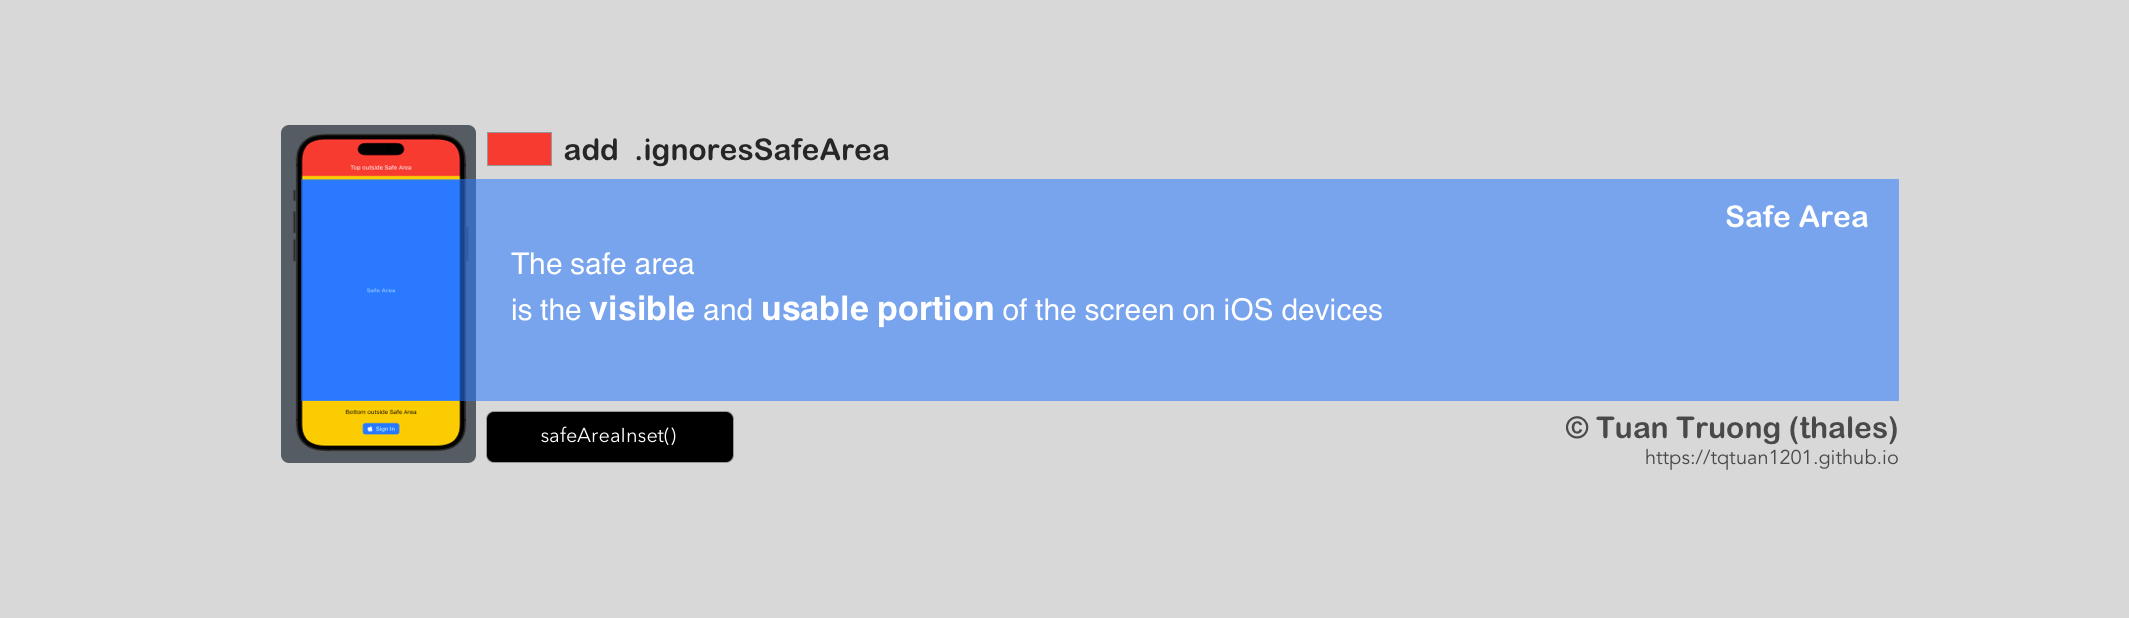 add .ignoresSafeArea
Top outside Safe Area
Safe Area
The safe area
is the visible and usable portion of the screen on iOS devices
Safe Area
Bottom outside Safe Area
Sign In
safeAreaInset()
© Tuan Truong (thales)
https://tqtuan1201.github.io